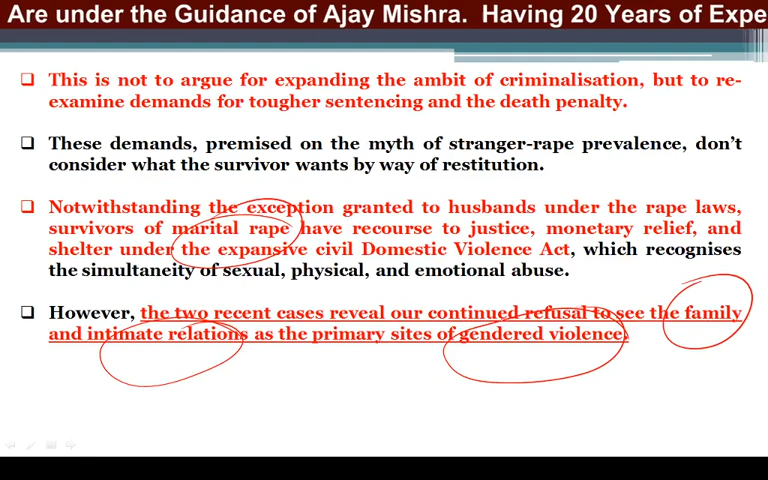 Are under the Guidance of Ajay Mishra.  Having 20 Years of Expe
❑ This is not to argue for expanding the ambit of criminalisation, but to re-
examine demands for tougher sentencing and the death penalty.
❑ These demands, premised on the myth of stranger-rape prevalence, don’t
consider what the survivor wants by way of restitution.
❑ Notwithstanding the exception granted to husbands under the rape laws,
survivors of marital rape have recourse to justice, monetary relief, and
shelter under the expansive civil Domestic Violence Act, which recognises
the simultaneity of sexual, physical, and emotional abuse.
❑ However, the two recent cases reveal our continued refusal to see the family
and intimate relations as the primary sites of gendered violence.